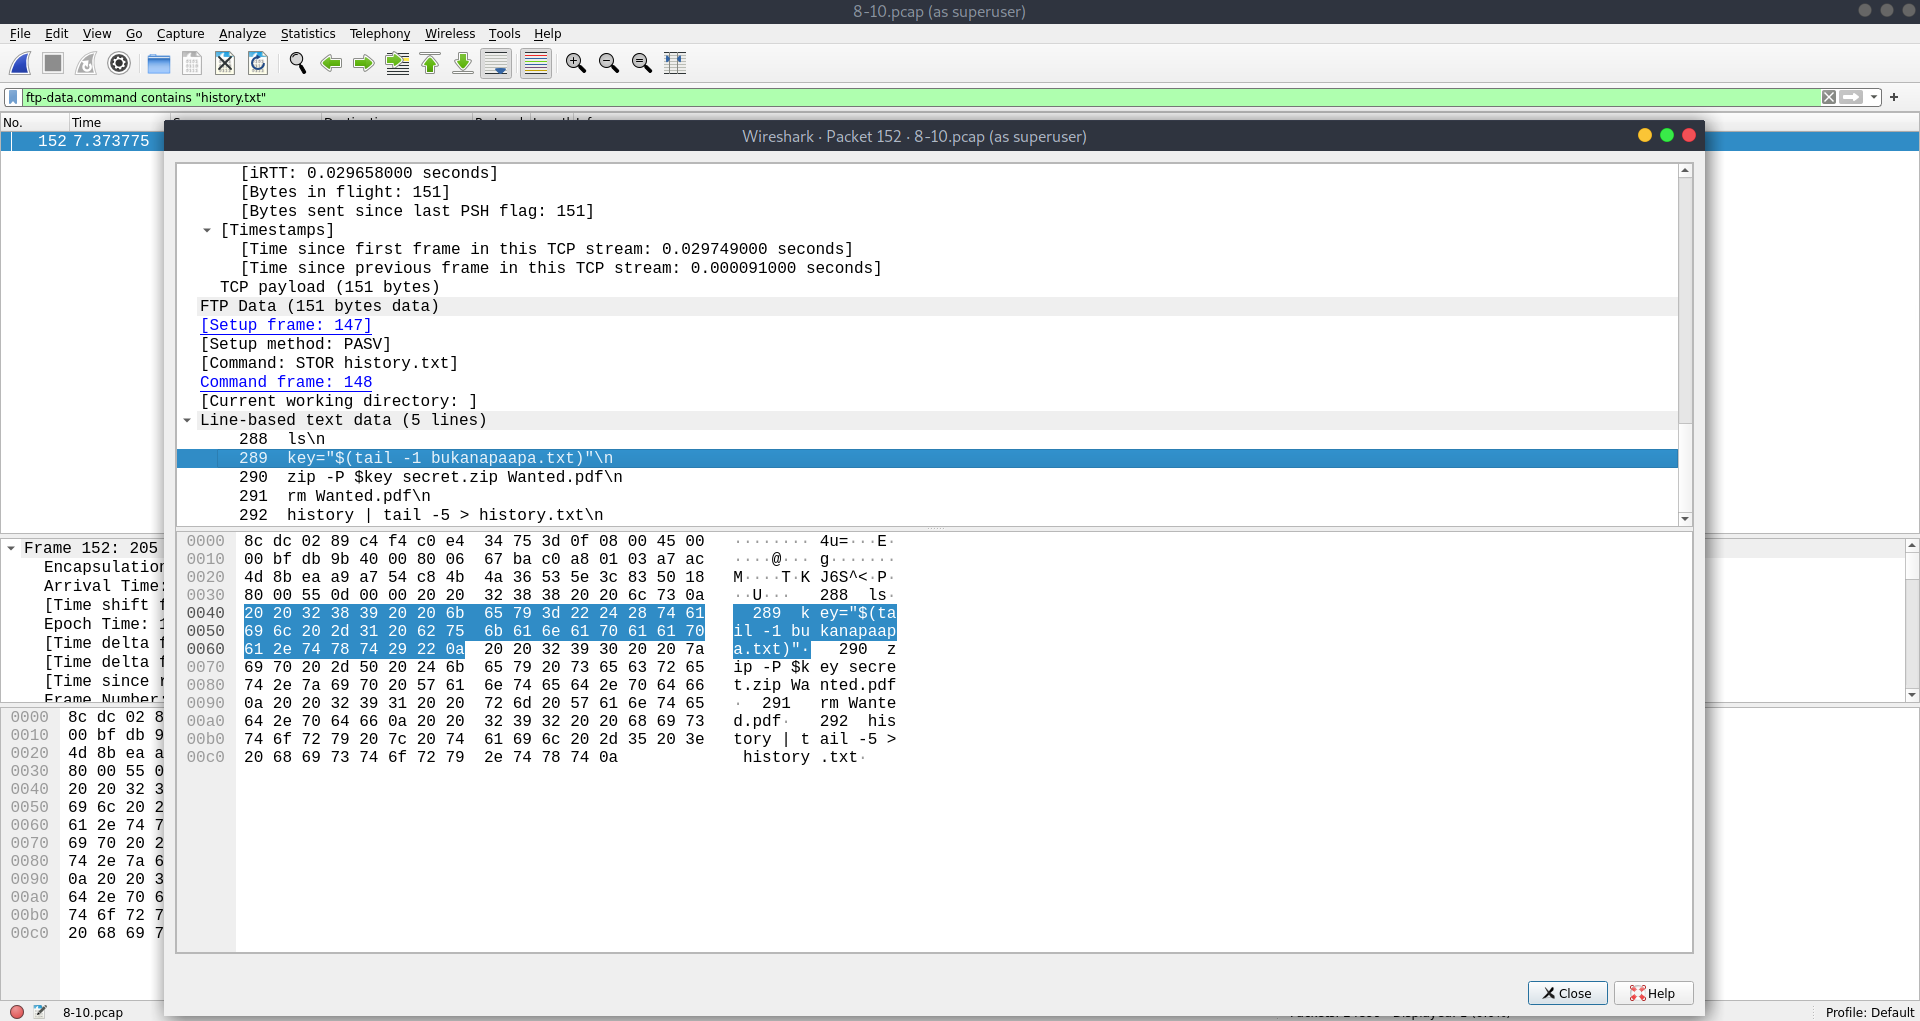 8-10.pcap (as superuser)
File Edit View Go Capture Analyze Statistics Telephony Wireless Tools Help
ftp-data.command contains "history.txt"
No. Time
152 7.373775
Wireshark · Packet 152 · 8-10.pcap (as superuser)
[iRTT: 0.029658000 seconds]
[Bytes in flight: 151]
[Bytes sent since last PSH flag: 151]
[Timestamps]
[Time since first frame in this TCP stream: 0.029749000 seconds]
[Time since previous frame in this TCP stream: 0.000091000 seconds]
TCP payload (151 bytes)
FTP Data (151 bytes data)
[Setup frame: 147]
[Setup method: PASV]
[Command: STOR history.txt]
Command frame: 148
[Current working directory: ]
Line-based text data (5 lines)
288  ls\n
289  key="$(tail -1 bukanapaapa.txt)"\n
290  zip -P $key secret.zip Wanted.pdf\n
291  rm Wanted.pdf\n
292  history | tail -5 > history.txt\n
0000 8c dc 02 89 c4 f4 c0 e4 34 75 3d 0f 08 00 45 00 ········ 4u=···E·
0010 00 bf db 9b 40 00 80 06 67 ba c0 a8 01 03 a7 ac ····@··· g·······
0020 4d 8b ea a9 a7 54 c8 4b 4a 36 53 5e 3c 83 50 18 M····T·K J6S^<·P·
0030 80 00 55 0d 00 00 20 20 32 38 38 20 20 6c 73 0a ··U···   288  ls·
0040 20 20 32 38 39 20 20 6b 65 79 3d 22 24 28 74 61   289  k ey="$(ta
0050 69 6c 20 2d 31 20 62 75 6b 61 6e 61 70 61 61 70 il -1 bu kanapaap
0060 61 2e 74 78 74 29 22 0a 20 20 32 39 30 20 20 7a a.txt)"·   290  z
0070 69 70 20 2d 50 20 24 6b 65 79 20 73 65 63 72 65 ip -P $k ey secre
0080 74 2e 7a 69 70 20 57 61 6e 74 65 64 2e 70 64 66 t.zip Wa nted.pdf
0090 0a 20 20 32 39 31 20 20 72 6d 20 57 61 6e 74 65 ·  291   rm Wante
00a0 64 2e 70 64 66 0a 20 20 32 39 32 20 20 68 69 73 d.pdf·   292  his
00b0 74 6f 72 79 20 7c 20 74 61 69 6c 20 2d 35 20 3e tory | t ail -5 >
00c0 20 68 69 73 74 6f 72 79 2e 74 78 74 0a  history .txt·
Close Help
Frame 152: 205
Encapsulation
Arrival Time:
[Time shift f
Epoch Time: 1
[Time delta f
[Time delta f
[Time since r
Frame Number:
0000 8c dc 02 8
0010 00 bf db 9
0020 4d 8b ea a
0030 80 00 55 0
0040 20 20 32 3
0050 69 6c 20 2
0060 61 2e 74 7
0070 69 70 20 2
0080 74 2e 7a 6
0090 0a 20 20 3
00a0 64 2e 70 6
00b0 74 6f 72 7
00c0 20 68 69 7
8-10.pcap
Profile: Default